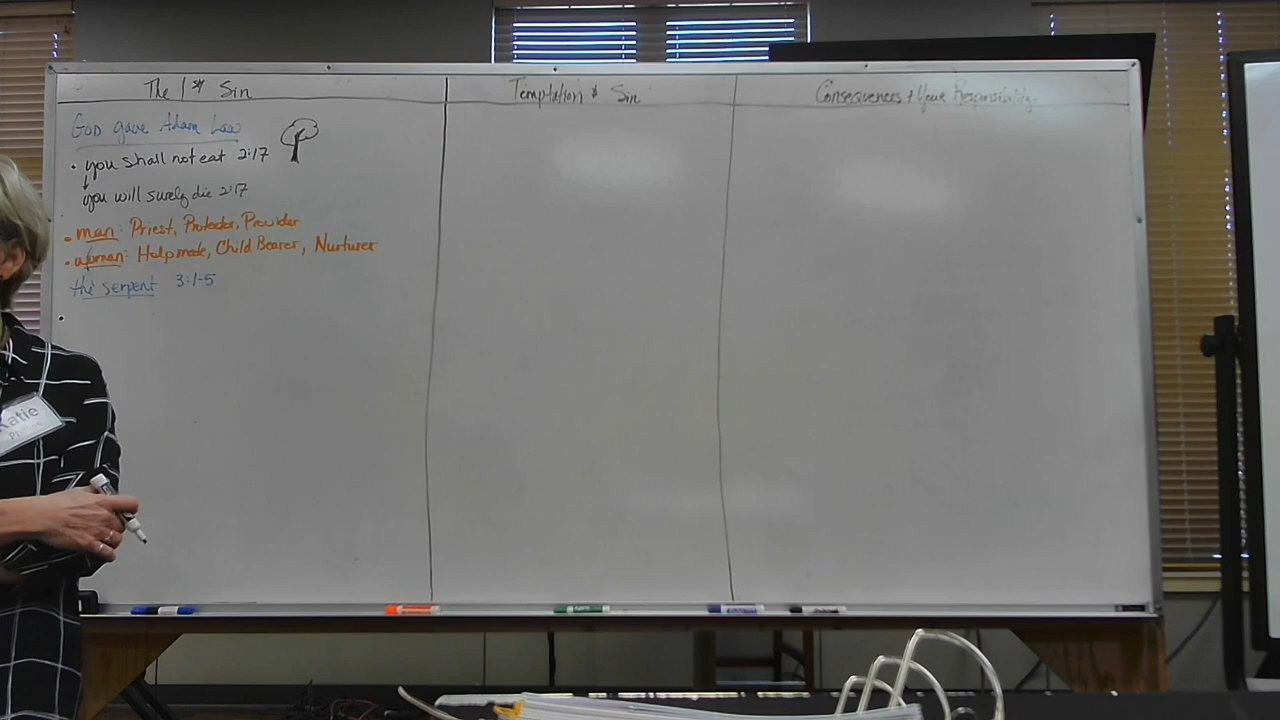 The 1st Sin
Temptation & Sin
Consequences + Your Responsibility
God gave Adam Law
• you shall not eat 2:17
you will surely die 2:17
• man: Priest, Protector, Provider
• woman: Helpmate, Child Bearer, Nurturer
the serpent 3:1-5
•
Katie